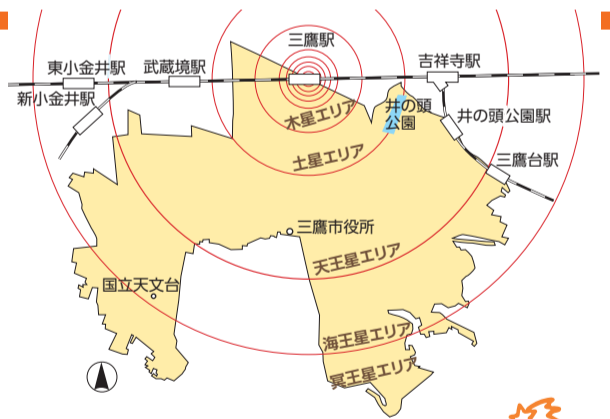 三鷹駅
吉祥寺駅
東小金井駅
武蔵境駅
新小金井駅
井の頭
公園
井の頭公園駅
木星エリア
土星エリア
三鷹台駅
三鷹市役所
天王星エリア
国立天文台
海王星エリア
冥王星エリア